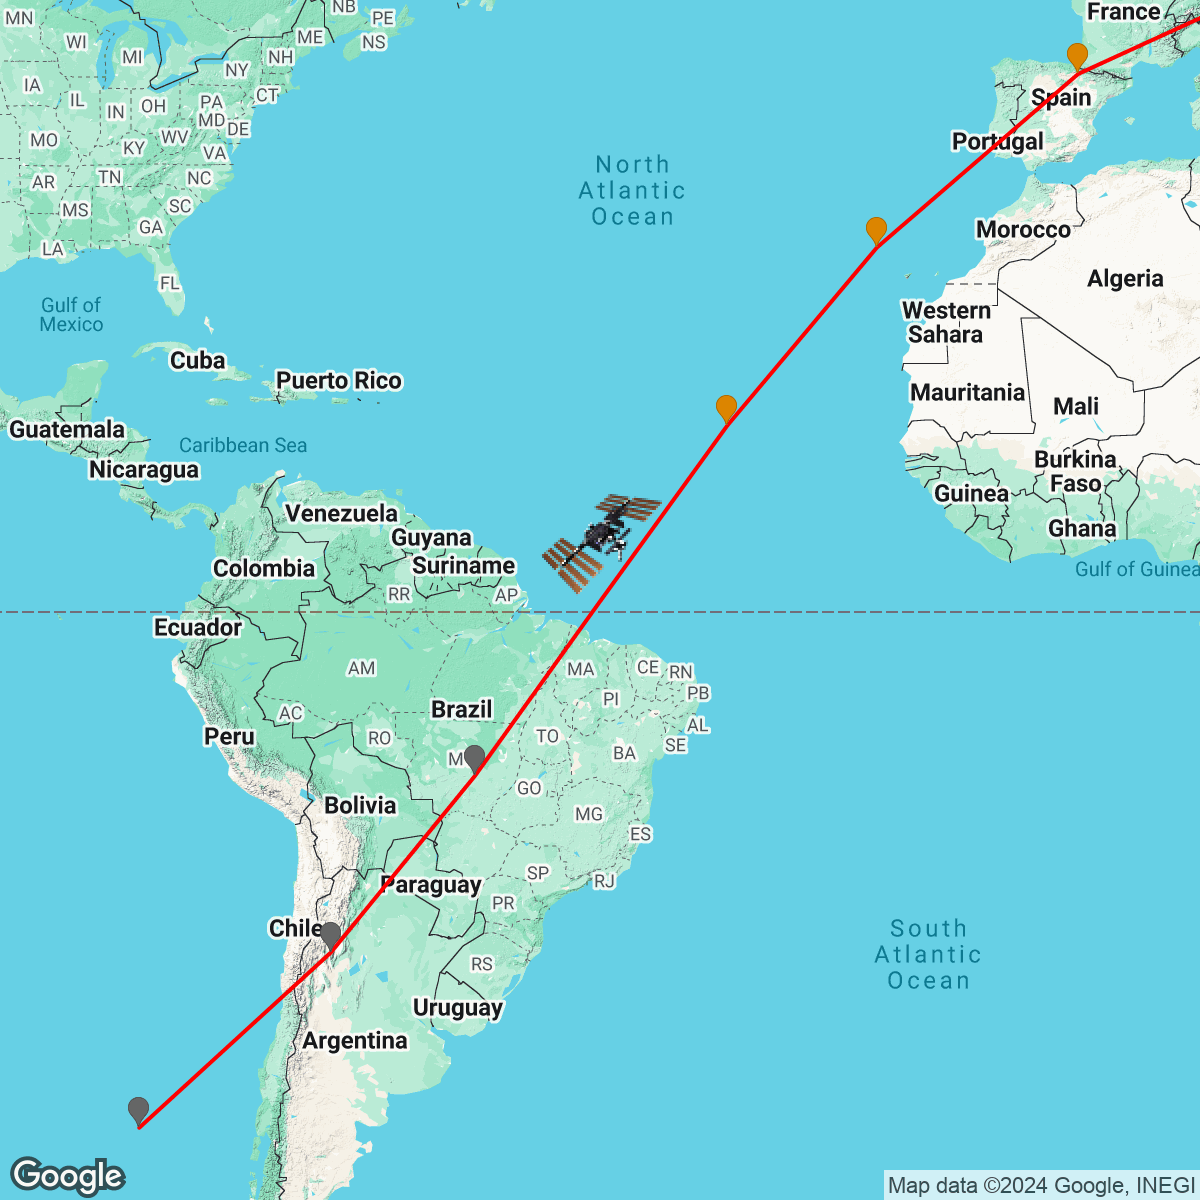 MN
WI
MI
IA
IL
IN
OH
PA
NY
NH
ME
NB
PE
NS
CT
MD
DE
MO
KY
WV
VA
AR
TN
NC
MS
SC
GA
LA
FL
France
Spain
Portugal
North
Atlantic
Ocean
Morocco
Algeria
Western
Sahara
Mauritania
Mali
Burkina
Faso
Guinea
Ghana
Gulf of Guinea
Gulf of
Mexico
Cuba
Puerto Rico
Guatemala
Caribbean Sea
Nicaragua
Venezuela
Guyana
Colombia
Suriname
RR
AP
Ecuador
AM
MA
CE
RN
PB
PI
AC
Brazil
AL
Peru
RO
TO
SE
M
BA
GO
Bolivia
MG
ES
SP
RJ
Paraguay
PR
Chile
RS
Uruguay
Argentina
South
Atlantic
Ocean
Google
Map data ©2024 Google, INEGI